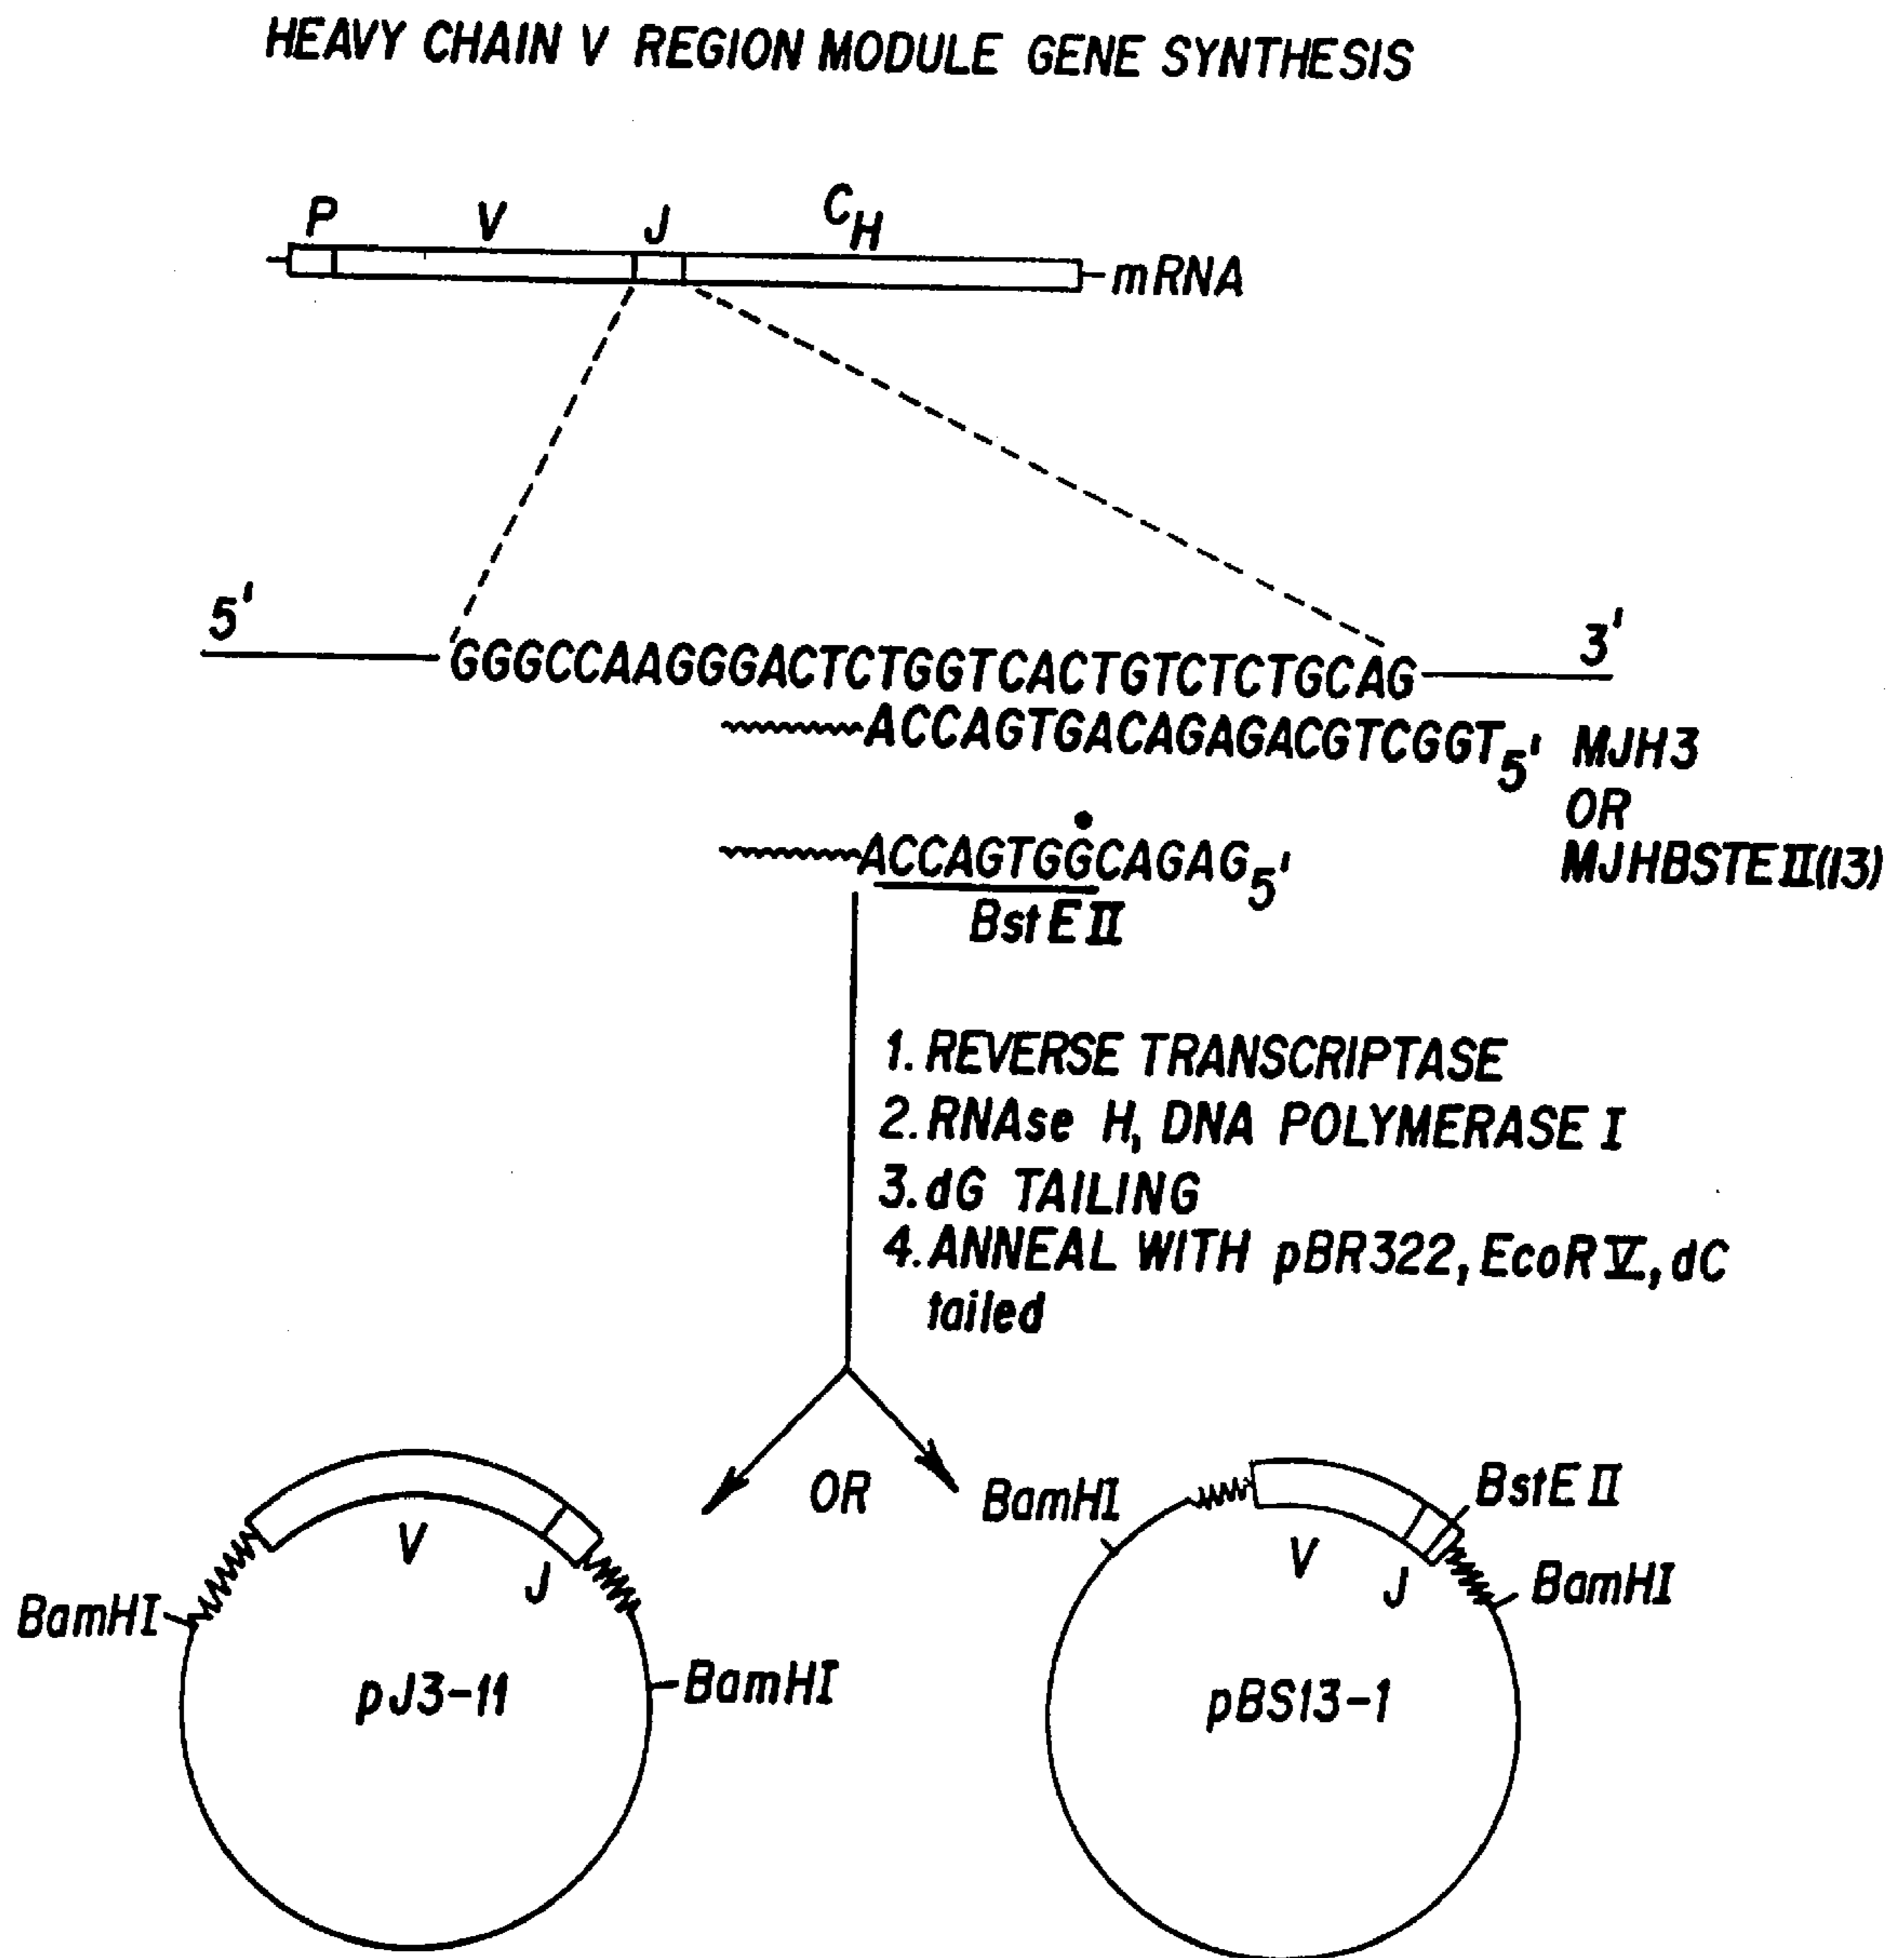 HEAVY CHAIN V REGION MODULE GENE SYNTHESIS
P V J CH
mRNA
5' 3'
GGGCCAAGGGACTCTGGTCACTGTCTCTGCAG
ACCAGTGACAGAGACGTCGGT5' MJH3
OR
ACCAGTGGCAGAG5' MJHBSTEII(13)
BstEII
1. REVERSE TRANSCRIPTASE
2. RNAse H, DNA POLYMERASE I
3. dG TAILING
4. ANNEAL WITH pBR322, EcoRV, dC
tailed
OR
BamHI V J BamHI
pJ3-11
BamHI V J BstEII BamHI
pBS13-1